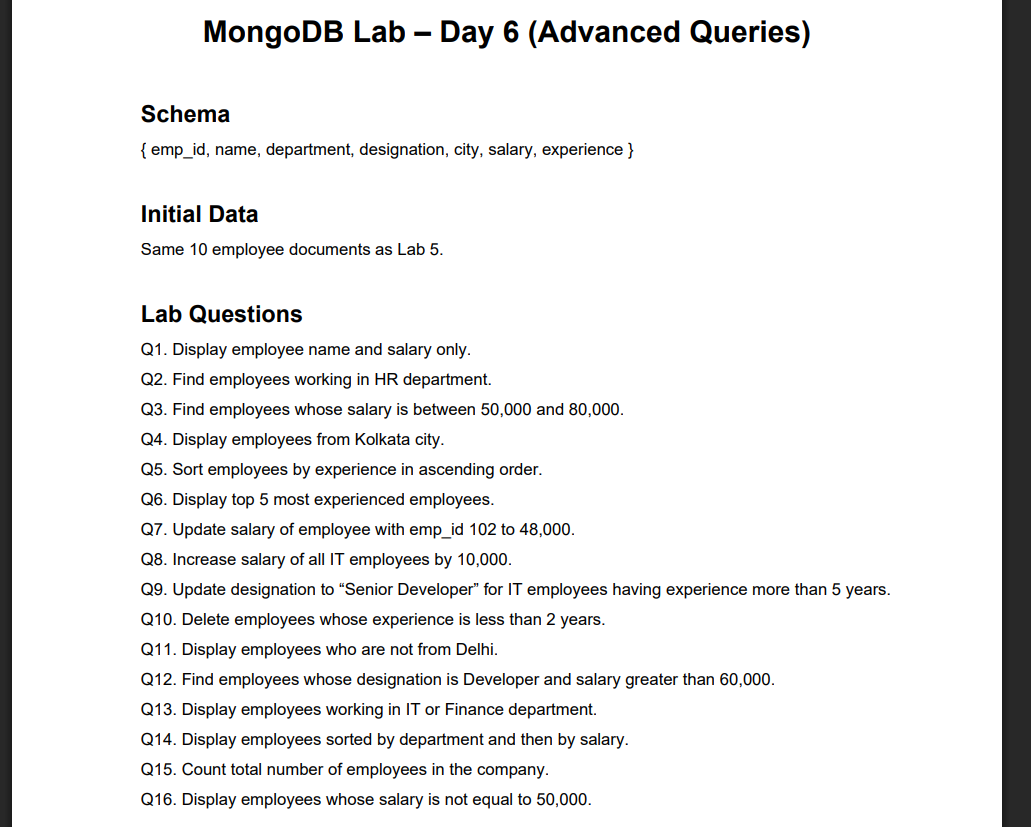 MongoDB Lab – Day 6 (Advanced Queries)
Schema
{ emp_id, name, department, designation, city, salary, experience }
Initial Data
Same 10 employee documents as Lab 5.
Lab Questions
Q1. Display employee name and salary only.
Q2. Find employees working in HR department.
Q3. Find employees whose salary is between 50,000 and 80,000.
Q4. Display employees from Kolkata city.
Q5. Sort employees by experience in ascending order.
Q6. Display top 5 most experienced employees.
Q7. Update salary of employee with emp_id 102 to 48,000.
Q8. Increase salary of all IT employees by 10,000.
Q9. Update designation to “Senior Developer” for IT employees having experience more than 5 years.
Q10. Delete employees whose experience is less than 2 years.
Q11. Display employees who are not from Delhi.
Q12. Find employees whose designation is Developer and salary greater than 60,000.
Q13. Display employees working in IT or Finance department.
Q14. Display employees sorted by department and then by salary.
Q15. Count total number of employees in the company.
Q16. Display employees whose salary is not equal to 50,000.